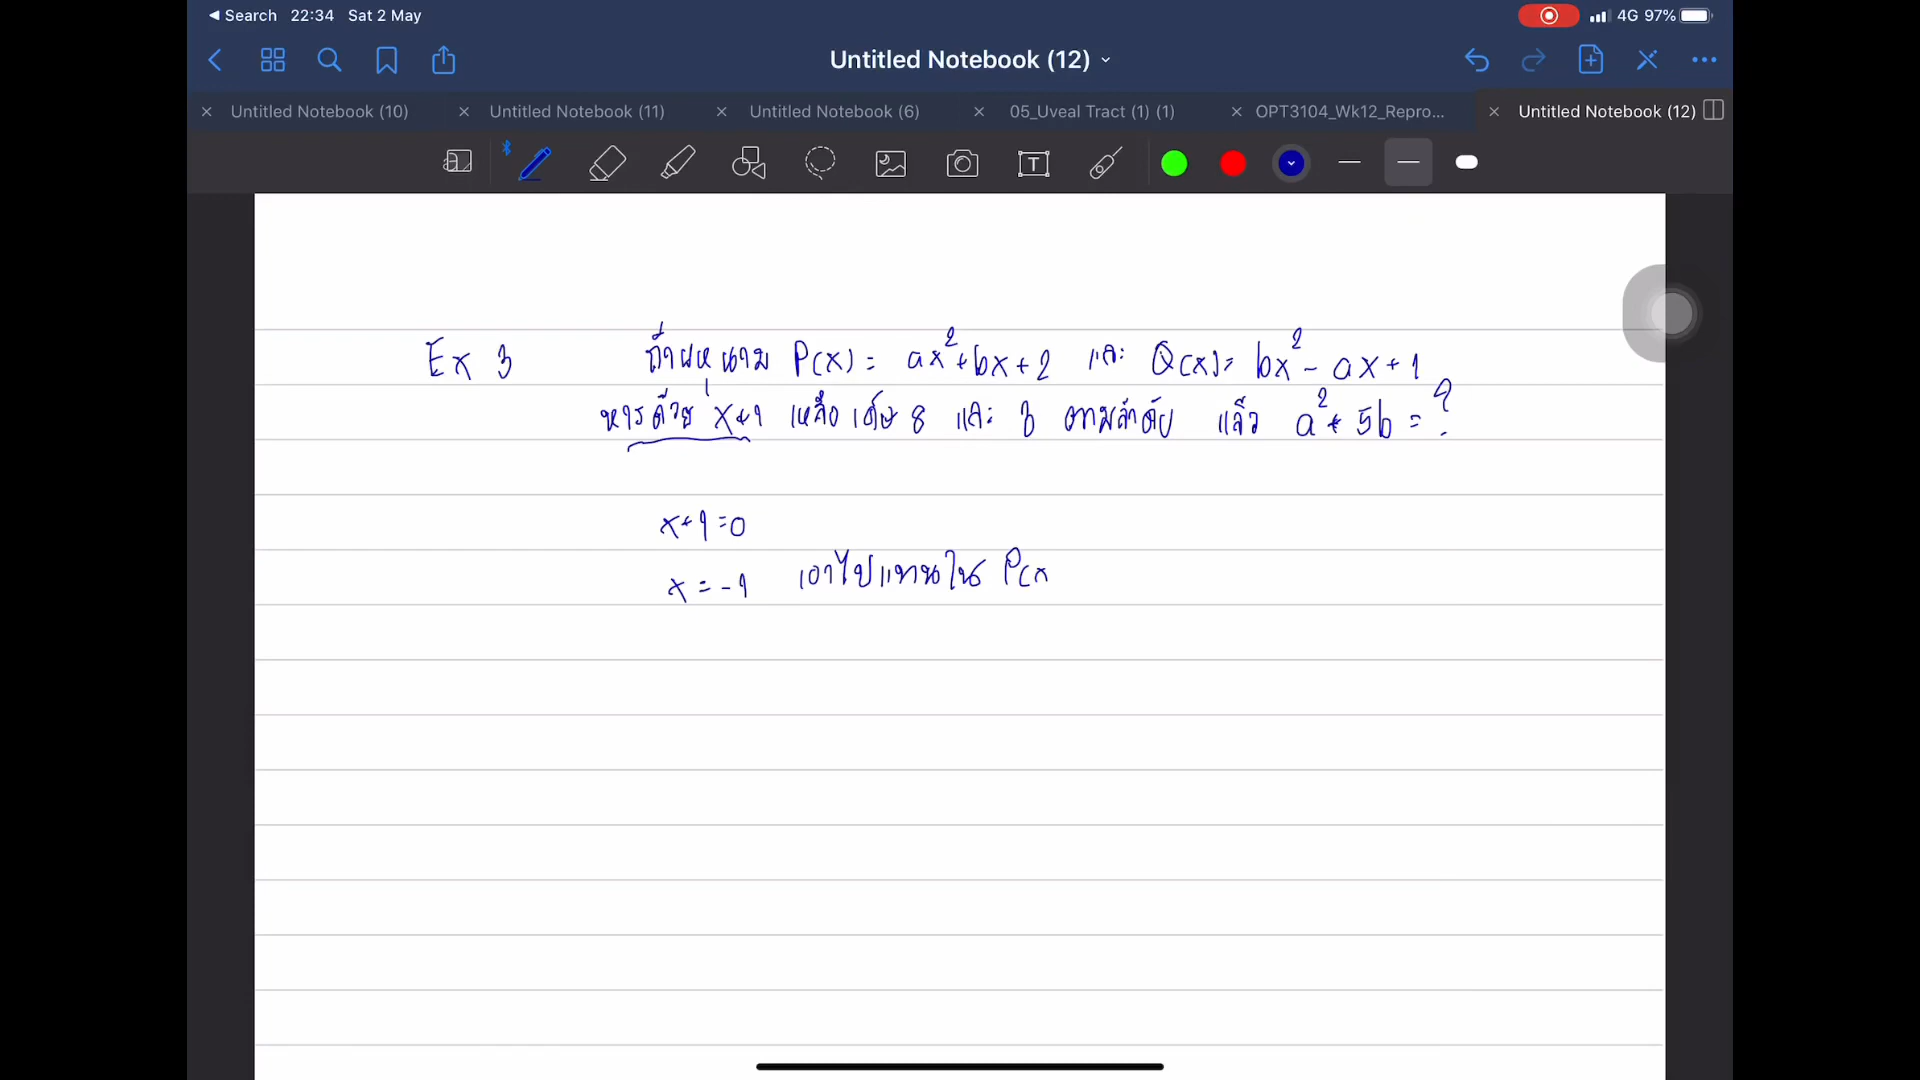 Search 22:34 Sat 2 May 4G 97%
Untitled Notebook (12)
Untitled Notebook (10) Untitled Notebook (11) Untitled Notebook (6) 05_Uveal Tract (1) (1) OPT3104_Wk12_Repro... Untitled Notebook (12)
T
Ex 3 ถ้าพหุนาม P(x) = ax²+bx+2 และ Q(x) = bx²-ax+1
หารด้วย x+1 เหลือเศษ 8 และ 3 ตามลำดับ แล้ว a²+5b = ?
x+1=0
x = -1 เอาไปแทนใน P(x